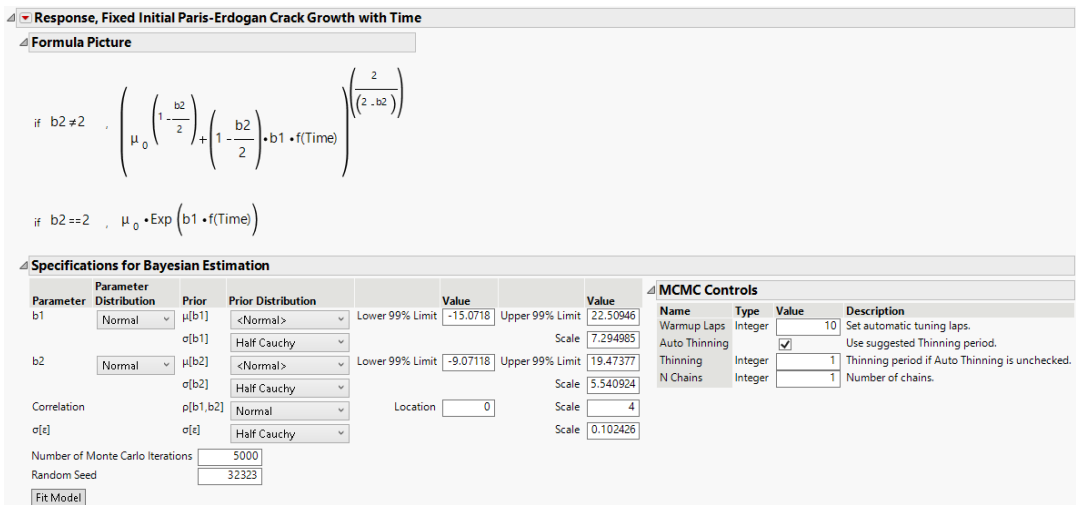 Response, Fixed Initial Paris-Erdogan Crack Growth with Time
Formula Picture
if b2 ≠ 2 , ( μ 0 ^ ( 1 - b2 / 2 ) + ( 1 - b2 / 2 ) • b1 • f(Time) ) ^ ( 2 / ( 2 - b2 ) )
if b2 == 2 , μ 0 • Exp ( b1 • f(Time) )
Specifications for Bayesian Estimation
Parameter Parameter Distribution Prior Prior Distribution Value Value
b1 Normal μ[b1] <Normal> Lower 99% Limit -15.0718 Upper 99% Limit 22.50946
σ[b1] Half Cauchy Scale 7.294985
b2 Normal μ[b2] <Normal> Lower 99% Limit -9.07118 Upper 99% Limit 19.47377
σ[b2] Half Cauchy Scale 5.540924
Correlation ρ[b1,b2] Normal Location 0 Scale 4
σ[ε] σ[ε] Half Cauchy Scale 0.102426
Number of Monte Carlo Iterations 5000
Random Seed 32323
Fit Model
MCMC Controls
Name Type Value Description
Warmup Laps Integer 10 Set automatic tuning laps.
Auto Thinning Use suggested Thinning period.
Thinning Integer 1 Thinning period if Auto Thinning is unchecked.
N Chains Integer 1 Number of chains.